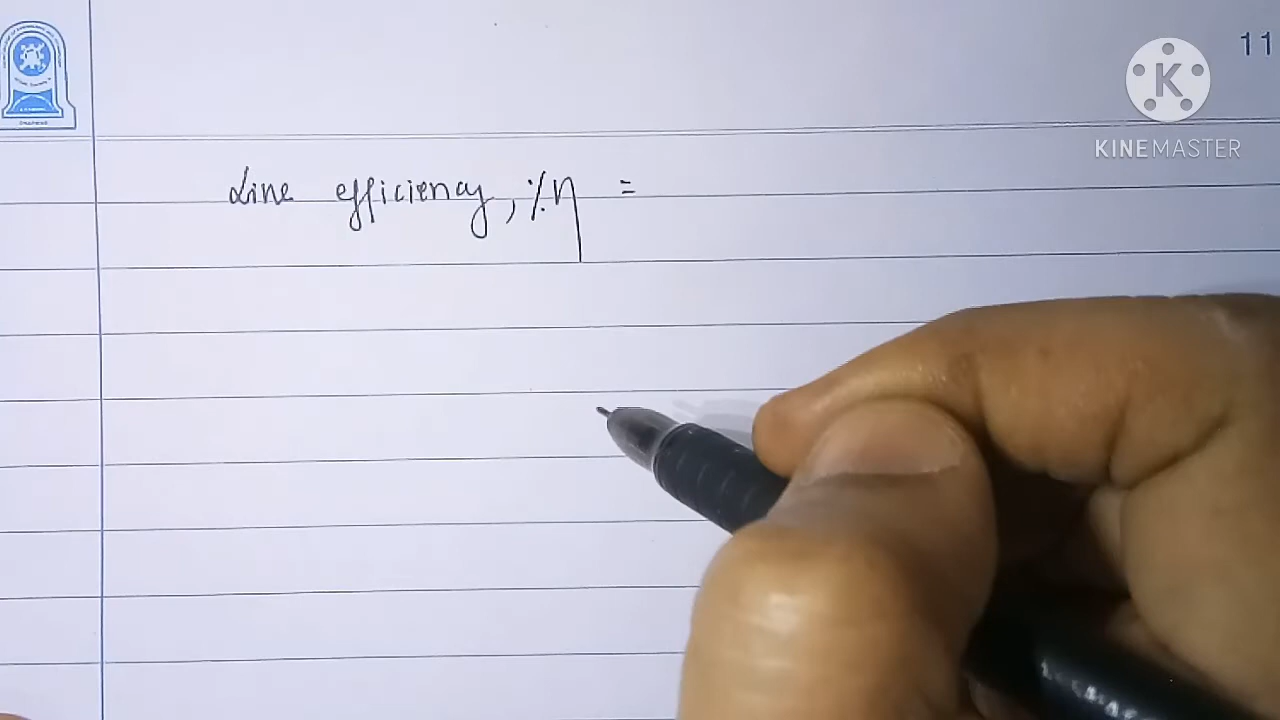 11
KINEMASTER
Line efficiency, %η =